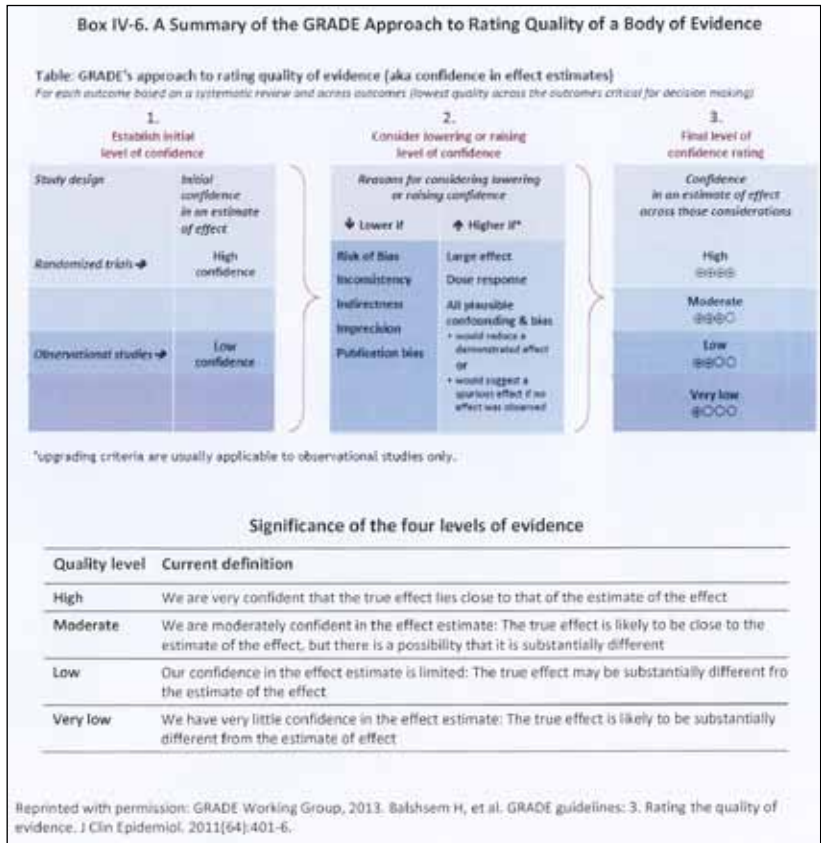 Box IV-6. A Summary of the GRADE Approach to Rating Quality of a Body of Evidence
Table: GRADE's approach to rating quality of evidence (aka confidence in effect estimates)
For each outcome based on a systematic review and across outcomes (lowest quality across the outcomes critical for decision making)
1.
Establish initial
level of confidence
2.
Consider lowering or raising
level of confidence
3.
Final level of
confidence rating
Study design
Initial
confidence
in an estimate
of effect
Reasons for considering lowering
or raising confidence
Confidence
in an estimate of effect
across those considerations
↓ Lower if
↑ Higher if*
Randomized trials →
High
confidence
Observational studies →
Low
confidence
Risk of Bias
Inconsistency
Indirectness
Imprecision
Publication bias
Large effect
Dose response
All plausible
confounding & bias
• would reduce a
demonstrated effect
or
• would suggest a
spurious effect if no
effect was observed
High
⊕⊕⊕⊕
Moderate
⊕⊕⊕○
Low
⊕⊕○○
Very low
⊕○○○
*upgrading criteria are usually applicable to observational studies only.
Significance of the four levels of evidence
Quality level Current definition
High We are very confident that the true effect lies close to that of the estimate of the effect
Moderate We are moderately confident in the effect estimate: The true effect is likely to be close to the
estimate of the effect, but there is a possibility that it is substantially different
Low Our confidence in the effect estimate is limited: The true effect may be substantially different fro
the estimate of the effect
Very low We have very little confidence in the effect estimate: The true effect is likely to be substantially
different from the estimate of effect
Reprinted with permission: GRADE Working Group, 2013. Balshsem H, et al. GRADE guidelines: 3. Rating the quality of
evidence. J Clin Epidemiol. 2011(64):401-6.